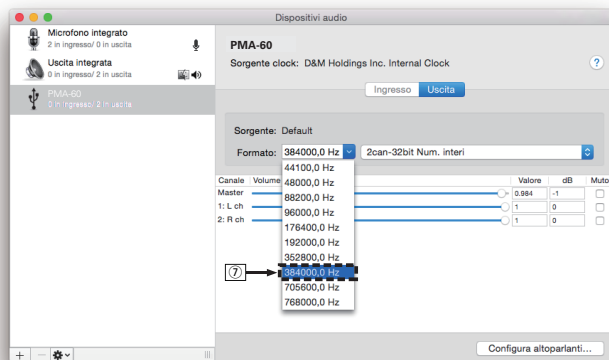 Dispositivi audio
Microfono integrato
2 in ingresso/ 0 in uscita
Uscita integrata
0 in ingresso/ 2 in uscita
PMA-60
0 in ingresso/ 2 in uscita
PMA-60
Sorgente clock: D&M Holdings Inc. Internal Clock
?
Ingresso Uscita
Sorgente: Default
Formato: 384000,0 Hz 2can-32bit Num. interi
44100,0 Hz
48000,0 Hz
88200,0 Hz
96000,0 Hz
176400,0 Hz
192000,0 Hz
352800,0 Hz
384000,0 Hz
705600,0 Hz
768000,0 Hz
⑦
Canale Volume Valore dB Muto
Master 0.984 -1
1: L ch 1 0
2: R ch 1 0
Configura altoparlanti...